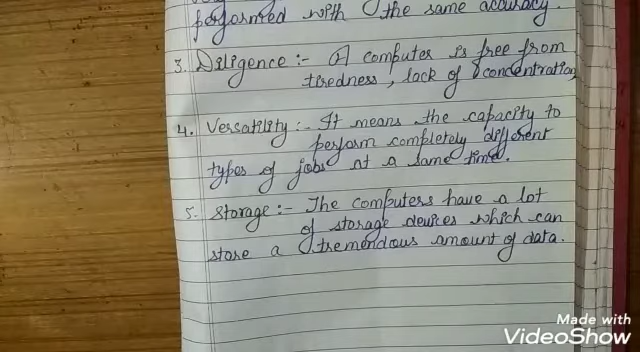 performed with the same accuracy.
3. Diligence :- A computer is free from
tiredness, lack of concentration
4. Versatility :- It means the capacity to
perform completely different
types of jobs at a same time.
5. Storage :- The computers have a lot
of storage devices which can
store a tremendous amount of data.
Made with
VideoShow